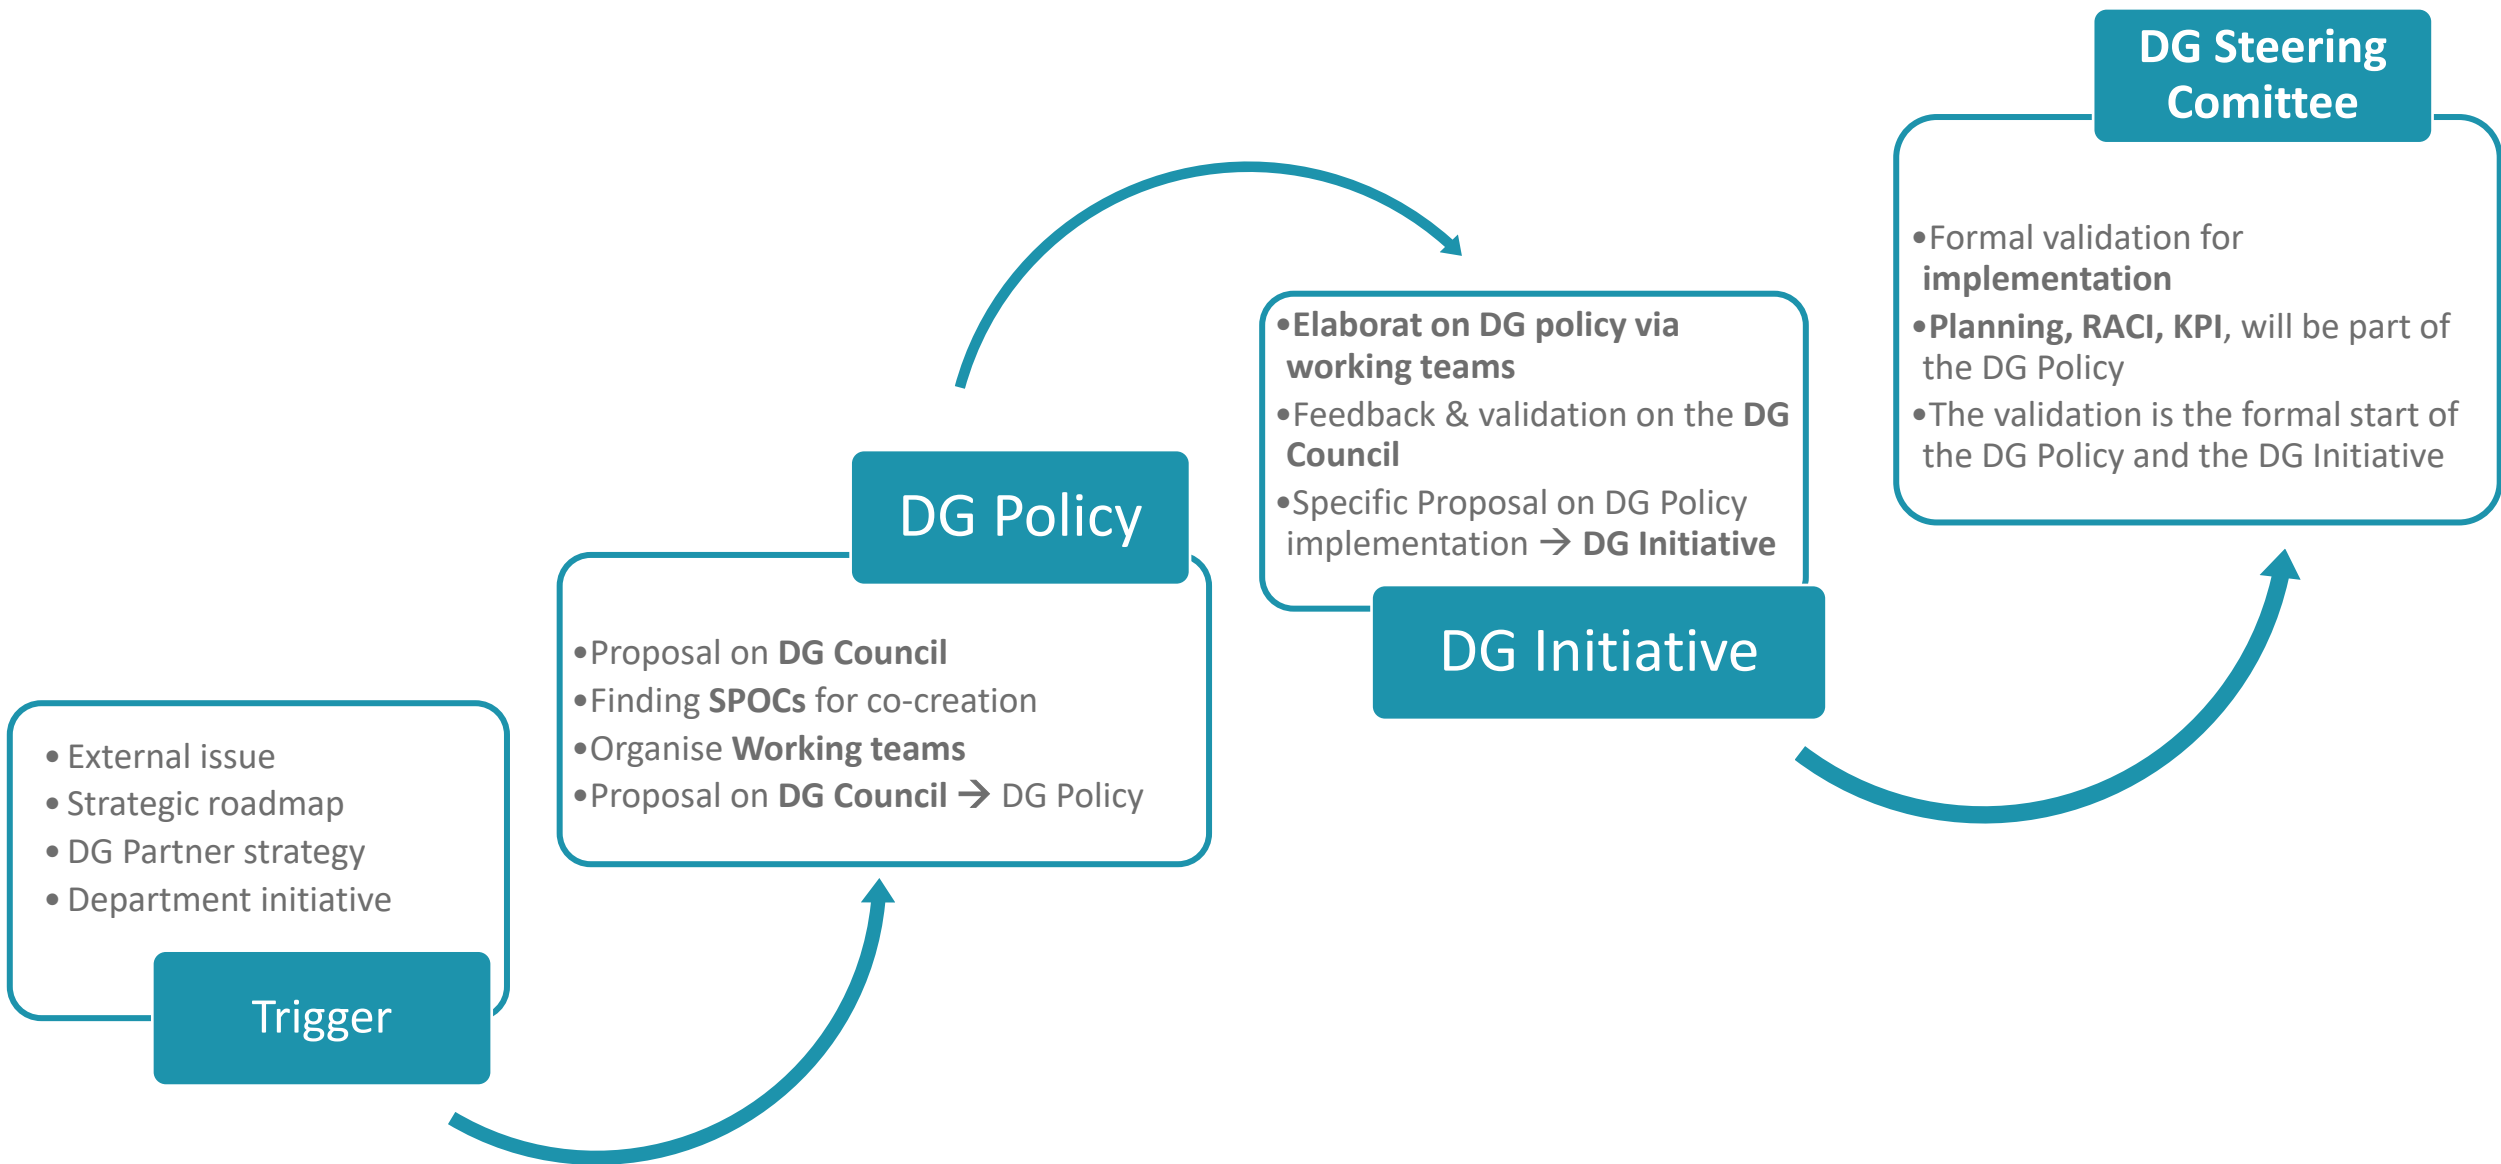 • External issue
• Strategic roadmap
• DG Partner strategy
• Department initiative
Trigger
DG Policy
•Proposal on DG Council
•Finding SPOCs for co-creation
•Organise Working teams
•Proposal on DG Council → DG Policy
•Elaborat on DG policy via
working teams
•Feedback & validation on the DG
Council
•Specific Proposal on DG Policy
implementation → DG Initiative
DG Initiative
DG Steering
Comittee
•Formal validation for
implementation
•Planning, RACI, KPI, will be part of
the DG Policy
•The validation is the formal start of
the DG Policy and the DG Initiative